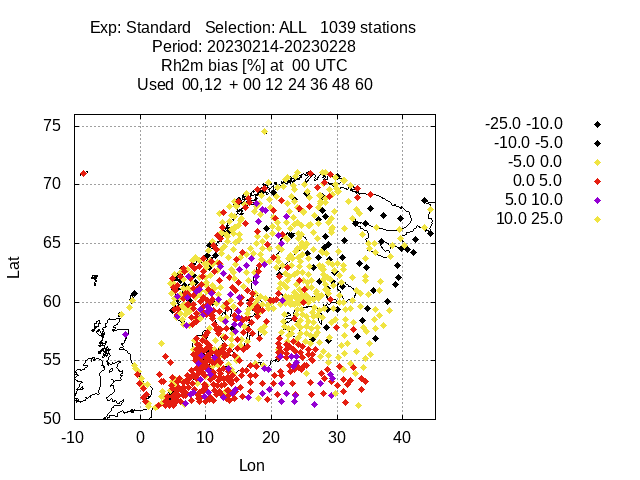 Exp: Standard   Selection: ALL   1039 stations
Period: 20230214-20230228
Rh2m bias [%] at  00 UTC
Used  00,12  + 00 12 24 36 48 60
-25.0 -10.0
-10.0 -5.0
-5.0 0.0
0.0 5.0
5.0 10.0
10.0 25.0
75
70
65
60
55
50
Lat
-10 0 10 20 30 40
Lon